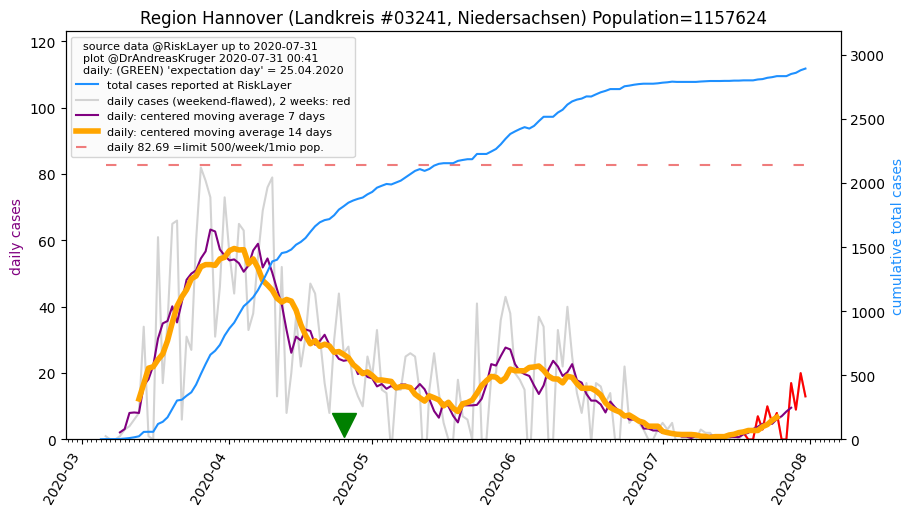 Region Hannover (Landkreis #03241, Niedersachsen) Population=1157624
source data @RiskLayer up to 2020-07-31
plot @DrAndreasKruger 2020-07-31 00:41
daily: (GREEN) 'expectation day' = 25.04.2020
total cases reported at RiskLayer
daily cases (weekend-flawed), 2 weeks: red
daily: centered moving average 7 days
daily: centered moving average 14 days
daily 82.69 =limit 500/week/1mio pop.
daily cases
120
100
80
60
40
20
0
cumulative total cases
3000
2500
2000
1500
1000
500
0
2020-03
2020-04
2020-05
2020-06
2020-07
2020-08